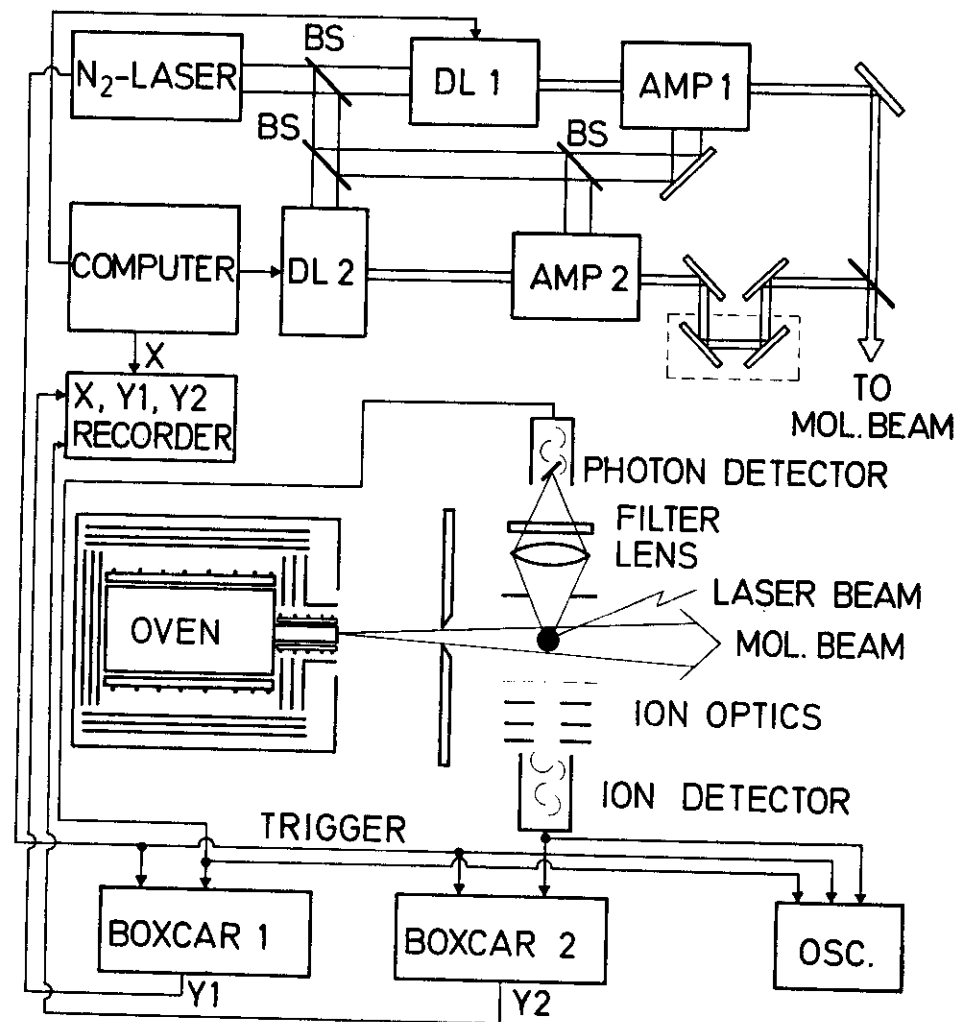 BS
N₂-LASER
DL 1
AMP 1
BS
BS
COMPUTER
DL 2
AMP 2
X
X, Y1, Y2
RECORDER
TO
MOL. BEAM
PHOTON DETECTOR
FILTER
LENS
LASER BEAM
OVEN
MOL. BEAM
ION OPTICS
ION DETECTOR
TRIGGER
BOXCAR 1
BOXCAR 2
OSC.
Y1
Y2